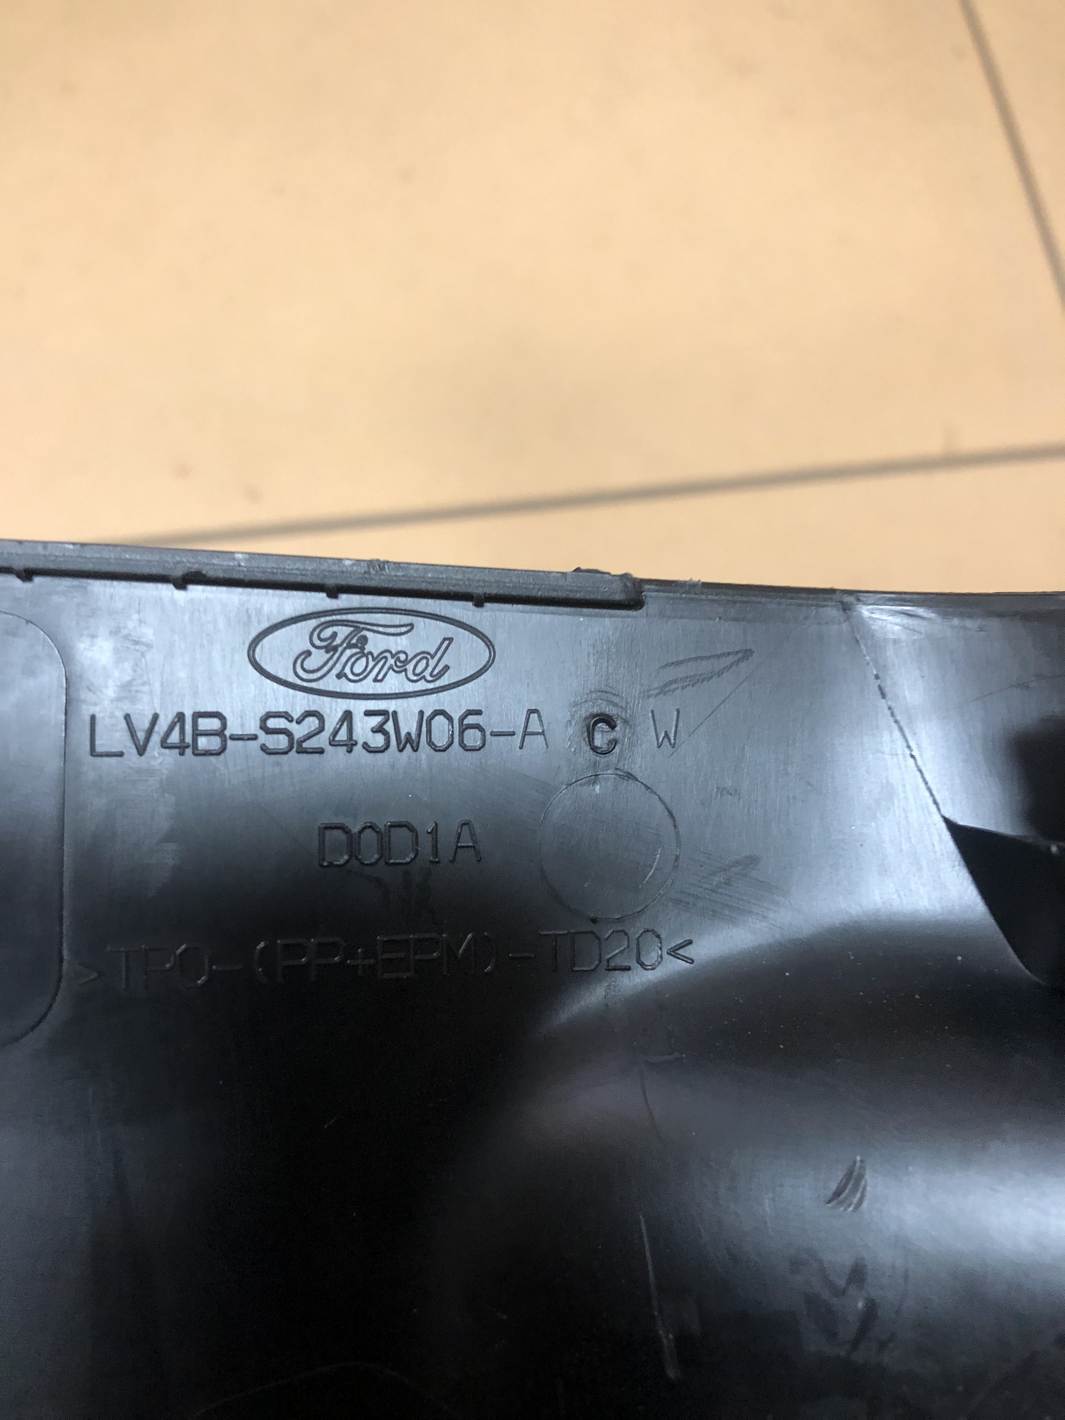 Ford
LV4B-S243W06-A C W
D0D1A
>TPO-(PP+EPM)-TD20<